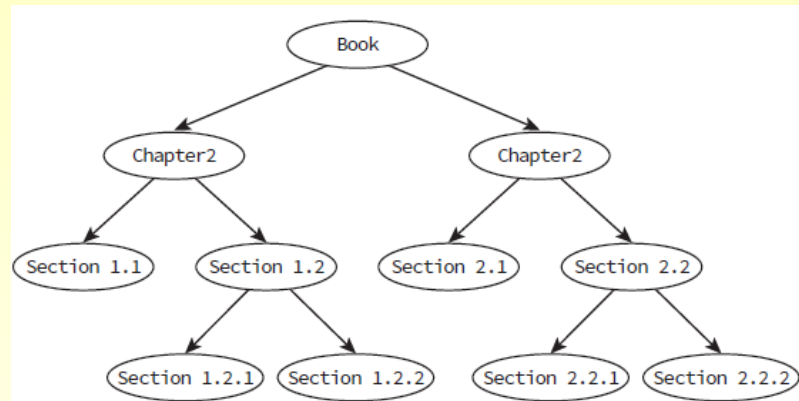 Book
Chapter2 Chapter2
Section 1.1 Section 1.2 Section 2.1 Section 2.2
Section 1.2.1 Section 1.2.2 Section 2.2.1 Section 2.2.2